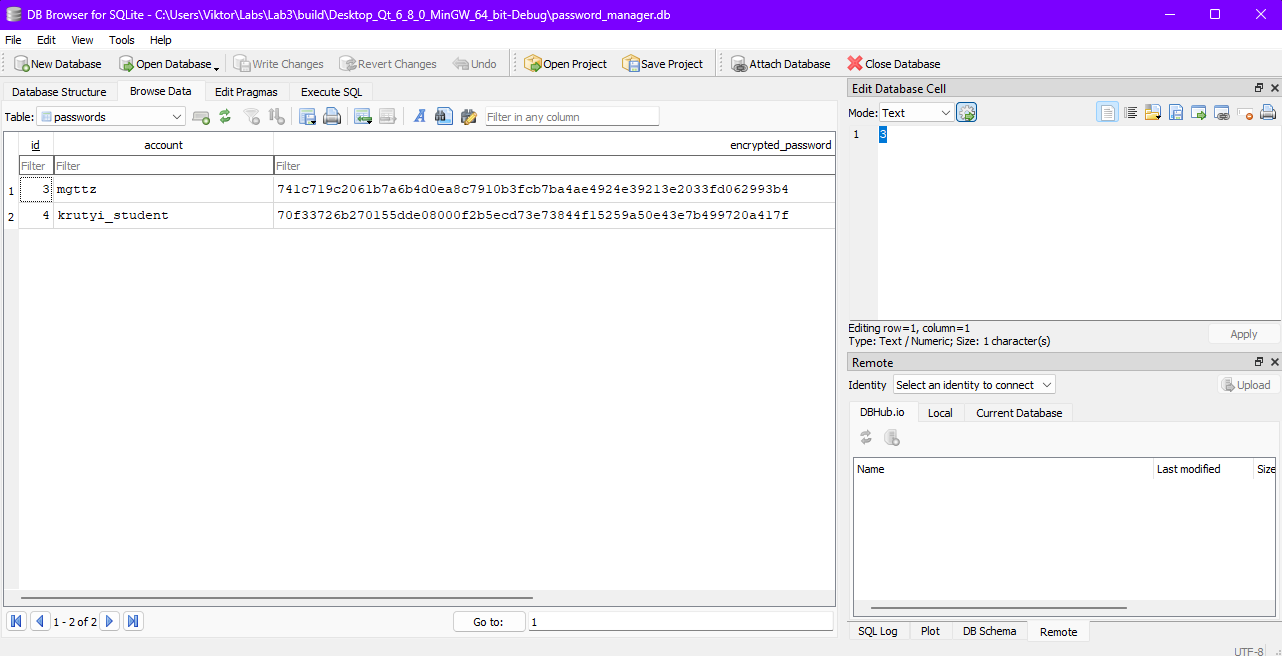 DB Browser for SQLite - C:\Users\Viktor\Labs\Lab3\build\Desktop_Qt_6_8_0_MinGW_64_bit-Debug\password_manager.db
File Edit View Tools Help
New Database Open Database Write Changes Revert Changes Undo Open Project Save Project Attach Database Close Database
Database Structure Browse Data Edit Pragmas Execute SQL
Table: passwords Filter in any column
id account encrypted_password
Filter Filter Filter
1 3 mgttz 741c719c2061b7a6b4d0ea8c7910b3fcb7ba4ae4924e39213e2033fd062993b4
2 4 krutyi_student 70f33726b270155dde08000f2b5ecd73e73844f15259a50e43e7b499720a417f
1 - 2 of 2 Go to: 1
Edit Database Cell
Mode: Text
1 3
Editing row=1, column=1
Type: Text / Numeric; Size: 1 character(s)
Apply
Remote
Identity Select an identity to connect Upload
DBHub.io Local Current Database
Name Last modified Size
SQL Log Plot DB Schema Remote
UTF-8